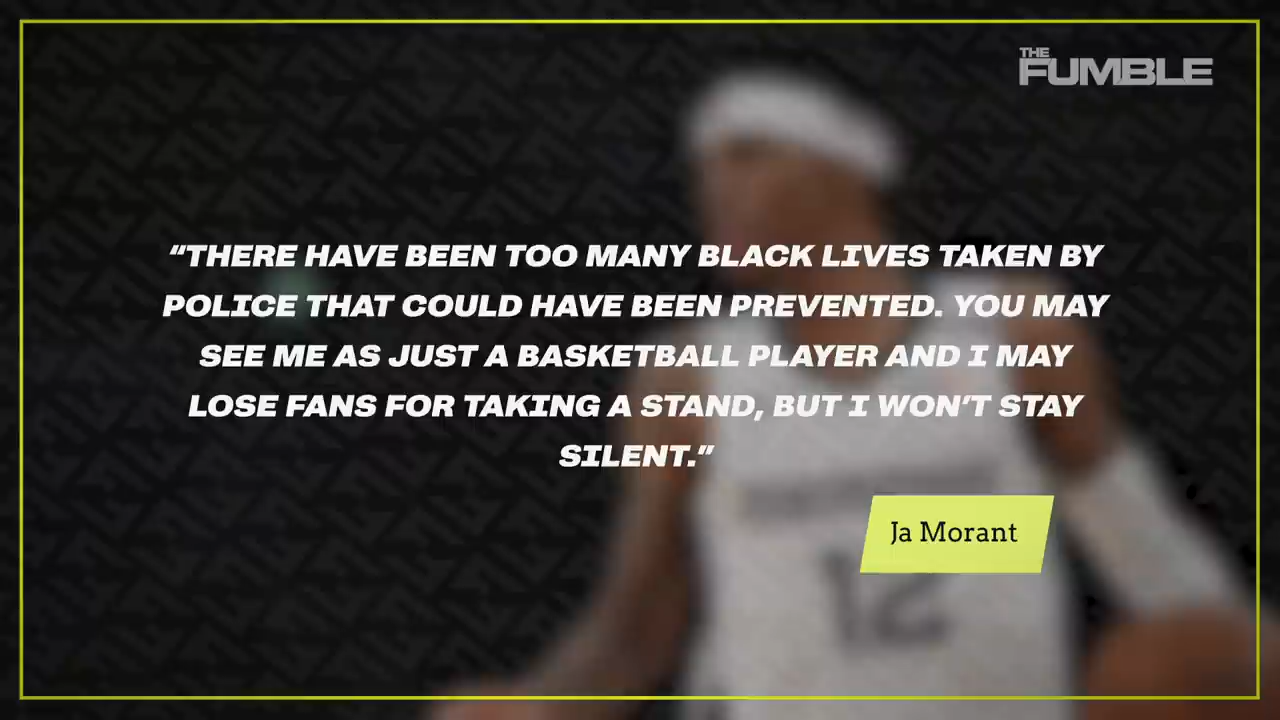 THE
FUMBLE
“THERE HAVE BEEN TOO MANY BLACK LIVES TAKEN BY
POLICE THAT COULD HAVE BEEN PREVENTED. YOU MAY
SEE ME AS JUST A BASKETBALL PLAYER AND I MAY
LOSE FANS FOR TAKING A STAND, BUT I WON’T STAY
SILENT.”
Ja Morant
12